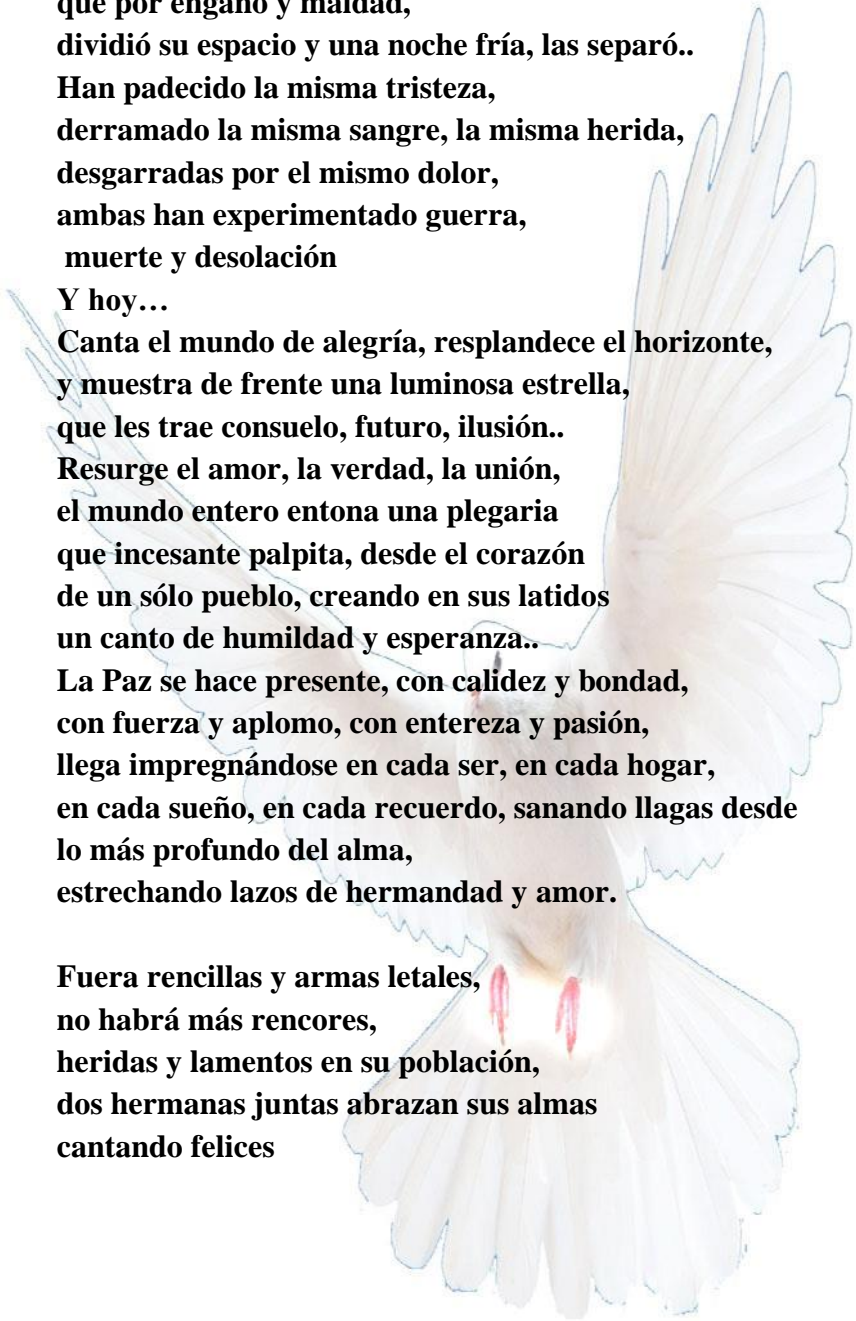 que por engaño y maldad,
dividió su espacio y una noche fría, las separó..
Han padecido la misma tristeza,
derramado la misma sangre, la misma herida,
desgarradas por el mismo dolor,
ambas han experimentado guerra,
muerte y desolación
Y hoy…
Canta el mundo de alegría, resplandece el horizonte,
y muestra de frente una luminosa estrella,
que les trae consuelo, futuro, ilusión..
Resurge el amor, la verdad, la unión,
el mundo entero entona una plegaria
que incesante palpita, desde el corazón
de un sólo pueblo, creando en sus latidos
un canto de humildad y esperanza..
La Paz se hace presente, con calidez y bondad,
con fuerza y aplomo, con entereza y pasión,
llega impregnándose en cada ser, en cada hogar,
en cada sueño, en cada recuerdo, sanando llagas desde
lo más profundo del alma,
estrechando lazos de hermandad y amor.
Fuera rencillas y armas letales,
no habrá más rencores,
heridas y lamentos en su población,
dos hermanas juntas abrazan sus almas
cantando felices